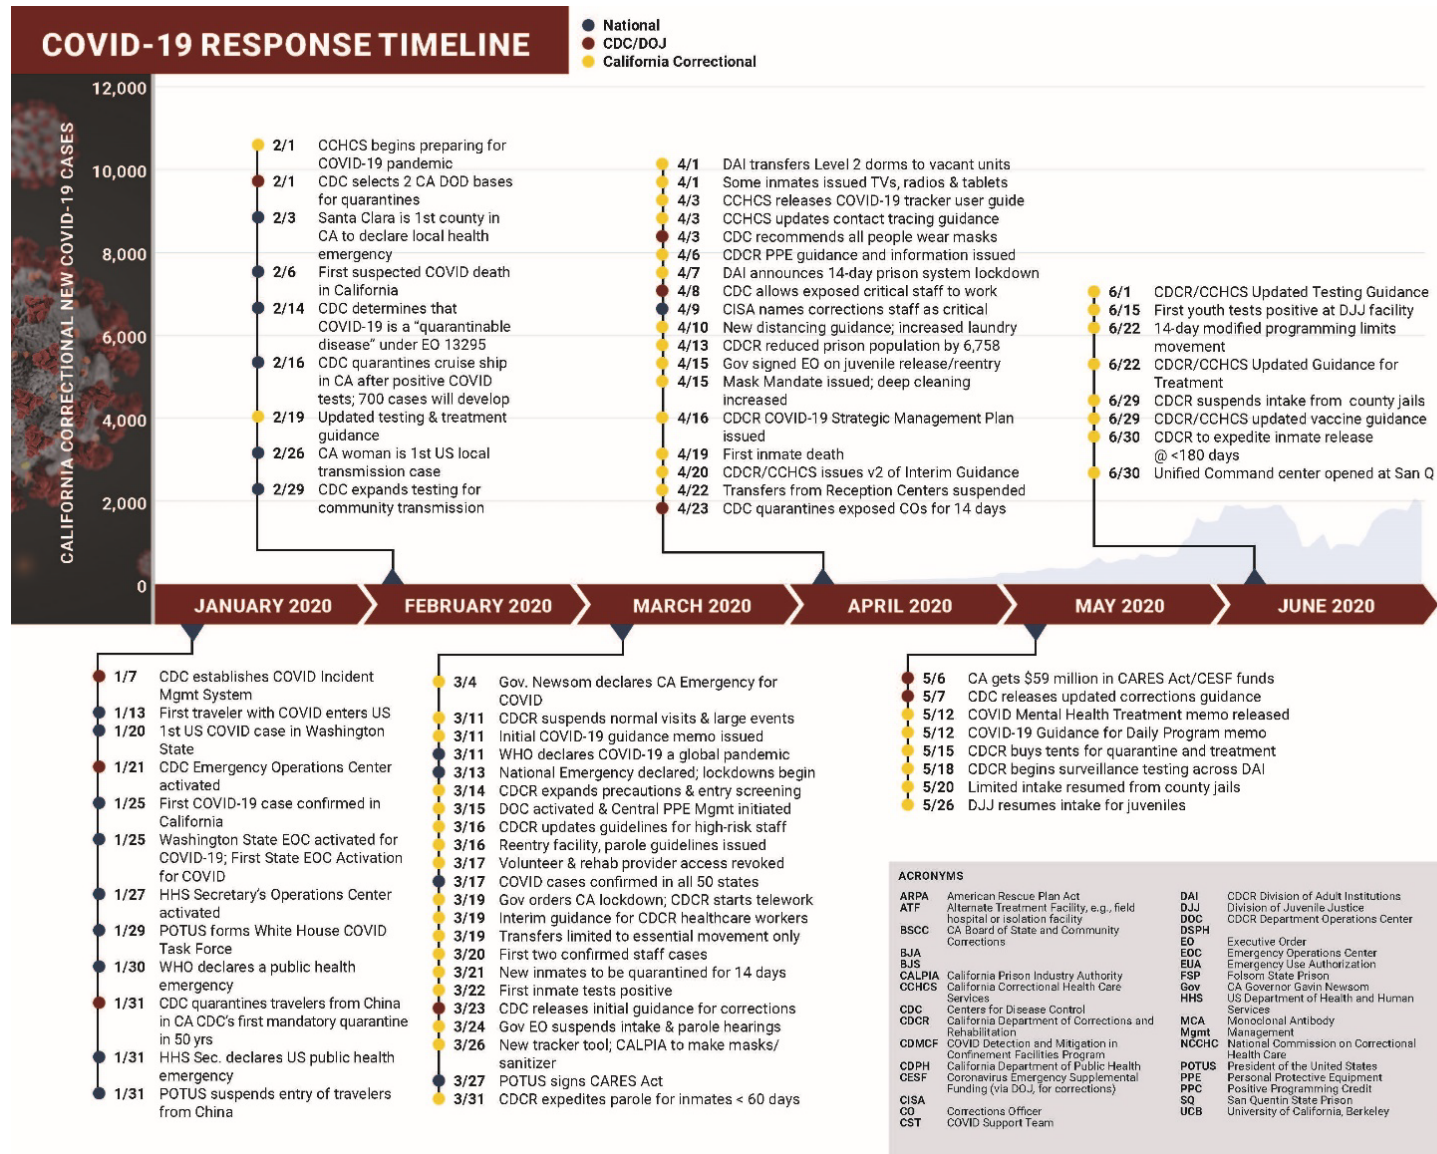 COVID-19 RESPONSE TIMELINE
National
CDC/DOJ
California Correctional
CALIFORNIA CORRECTIONAL NEW COVID-19 CASES
12,000
10,000
8,000
6,000
4,000
2,000
0
2/1 CCHCS begins preparing for
COVID-19 pandemic
2/1 CDC selects 2 CA DOD bases
for quarantines
2/3 Santa Clara is 1st county in
CA to declare local health
emergency
2/6 First suspected COVID death
in California
2/14 CDC determines that
COVID-19 is a “quarantinable
disease” under EO 13295
2/16 CDC quarantines cruise ship
in CA after positive COVID
tests; 700 cases will develop
2/19 Updated testing & treatment
guidance
2/26 CA woman is 1st US local
transmission case
2/29 CDC expands testing for
community transmission
4/1 DAI transfers Level 2 dorms to vacant units
4/1 Some inmates issued TVs, radios & tablets
4/3 CCHCS releases COVID-19 tracker user guide
4/3 CCHCS updates contact tracing guidance
4/3 CDC recommends all people wear masks
4/6 CDCR PPE guidance and information issued
4/7 DAI announces 14-day prison system lockdown
4/8 CDC allows exposed critical staff to work
4/9 CISA names corrections staff as critical
4/10 New distancing guidance; increased laundry
4/13 CDCR reduced prison population by 6,758
4/15 Gov signed EO on juvenile release/reentry
4/15 Mask Mandate issued; deep cleaning
increased
4/16 CDCR COVID-19 Strategic Management Plan
issued
4/19 First inmate death
4/20 CDCR/CCHCS issues v2 of Interim Guidance
4/22 Transfers from Reception Centers suspended
4/23 CDC quarantines exposed COs for 14 days
6/1 CDCR/CCHCS Updated Testing Guidance
6/15 First youth tests positive at DJJ facility
6/22 14-day modified programming limits
movement
6/22 CDCR/CCHCS Updated Guidance for
Treatment
6/29 CDCR suspends intake from county jails
6/29 CDCR/CCHCS updated vaccine guidance
6/30 CDCR to expedite inmate release
@ <180 days
6/30 Unified Command center opened at San Q
JANUARY 2020
FEBRUARY 2020
MARCH 2020
APRIL 2020
MAY 2020
JUNE 2020
1/7 CDC establishes COVID Incident
Mgmt System
1/13 First traveler with COVID enters US
1/20 1st US COVID case in Washington
State
1/21 CDC Emergency Operations Center
activated
1/25 First COVID-19 case confirmed in
California
1/25 Washington State EOC activated for
COVID-19; First State EOC Activation
for COVID
1/27 HHS Secretary’s Operations Center
activated
1/29 POTUS forms White House COVID
Task Force
1/30 WHO declares a public health
emergency
1/31 CDC quarantines travelers from China
in CA CDC’s first mandatory quarantine
in 50 yrs
1/31 HHS Sec. declares US public health
emergency
1/31 POTUS suspends entry of travelers
from China
3/4 Gov. Newsom declares CA Emergency for
COVID
3/11 CDCR suspends normal visits & large events
3/11 Initial COVID-19 guidance memo issued
3/11 WHO declares COVID-19 a global pandemic
3/13 National Emergency declared; lockdowns begin
3/14 CDCR expands precautions & entry screening
3/15 DOC activated & Central PPE Mgmt initiated
3/16 CDCR updates guidelines for high-risk staff
3/16 Reentry facility, parole guidelines issued
3/17 Volunteer & rehab provider access revoked
3/17 COVID cases confirmed in all 50 states
3/19 Gov orders CA lockdown; CDCR starts telework
3/19 Interim guidance for CDCR healthcare workers
3/19 Transfers limited to essential movement only
3/20 First two confirmed staff cases
3/21 New inmates to be quarantined for 14 days
3/22 First inmate tests positive
3/23 CDC releases initial guidance for corrections
3/24 Gov EO suspends intake & parole hearings
3/26 New tracker tool; CALPIA to make masks/
sanitizer
3/27 POTUS signs CARES Act
3/31 CDCR expedites parole for inmates < 60 days
5/6 CA gets $59 million in CARES Act/CESF funds
5/7 CDC releases updated corrections guidance
5/12 COVID Mental Health Treatment memo released
5/12 COVID-19 Guidance for Daily Program memo
5/15 CDCR buys tents for quarantine and treatment
5/18 CDCR begins surveillance testing across DAI
5/20 Limited intake resumed from county jails
5/26 DJJ resumes intake for juveniles
ACRONYMS
ARPA American Rescue Plan Act
ATF Alternate Treatment Facility, e.g., field
hospital or isolation facility
BSCC CA Board of State and Community
Corrections
BJA
BJS
CALPIA California Prison Industry Authority
CCHCS California Correctional Health Care
Services
CDC Centers for Disease Control
CDCR California Department of Corrections and
Rehabilitation
CDMCF COVID Detection and Mitigation in
Confinement Facilities Program
CDPH California Department of Public Health
CESF Coronavirus Emergency Supplemental
Funding (via DOJ, for corrections)
CISA
CO Corrections Officer
CST COVID Support Team
DAI CDCR Division of Adult Institutions
DJJ Division of Juvenile Justice
DOC CDCR Department Operations Center
DSPH
EO Executive Order
EOC Emergency Operations Center
EUA Emergency Use Authorization
FSP Folsom State Prison
Gov CA Governor Gavin Newsom
HHS US Department of Health and Human
Services
MCA Monoclonal Antibody
Mgmt Management
NCCHC National Commission on Correctional
Health Care
POTUS President of the United States
PPE Personal Protective Equipment
PPC Positive Programming Credit
SQ San Quentin State Prison
UCB University of California, Berkeley